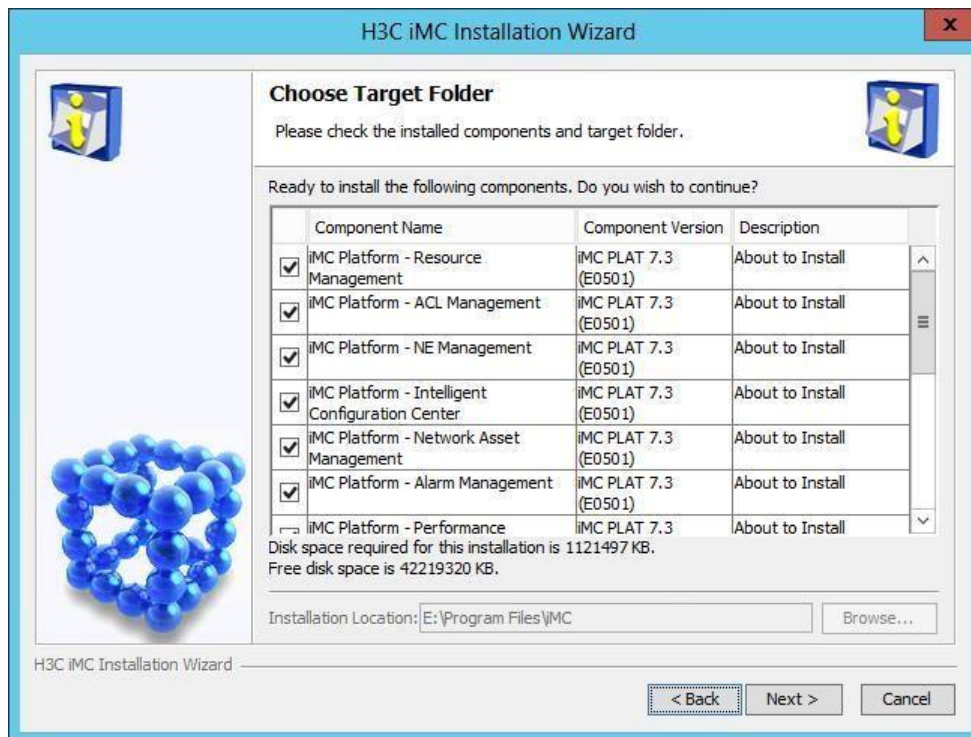 H3C iMC Installation Wizard
x
Choose Target Folder
Please check the installed components and target folder.
Ready to install the following components. Do you wish to continue?
Component Name Component Version Description
iMC Platform - Resource Management iMC PLAT 7.3 (E0501) About to Install
iMC Platform - ACL Management iMC PLAT 7.3 (E0501) About to Install
iMC Platform - NE Management iMC PLAT 7.3 (E0501) About to Install
iMC Platform - Intelligent Configuration Center iMC PLAT 7.3 (E0501) About to Install
iMC Platform - Network Asset Management iMC PLAT 7.3 (E0501) About to Install
iMC Platform - Alarm Management iMC PLAT 7.3 (E0501) About to Install
iMC Platform - Performance iMC PLAT 7.3 About to Install
Disk space required for this installation is 1121497 KB.
Free disk space is 42219320 KB.
Installation Location: E:\Program Files\iMC Browse...
H3C iMC Installation Wizard
< Back Next > Cancel